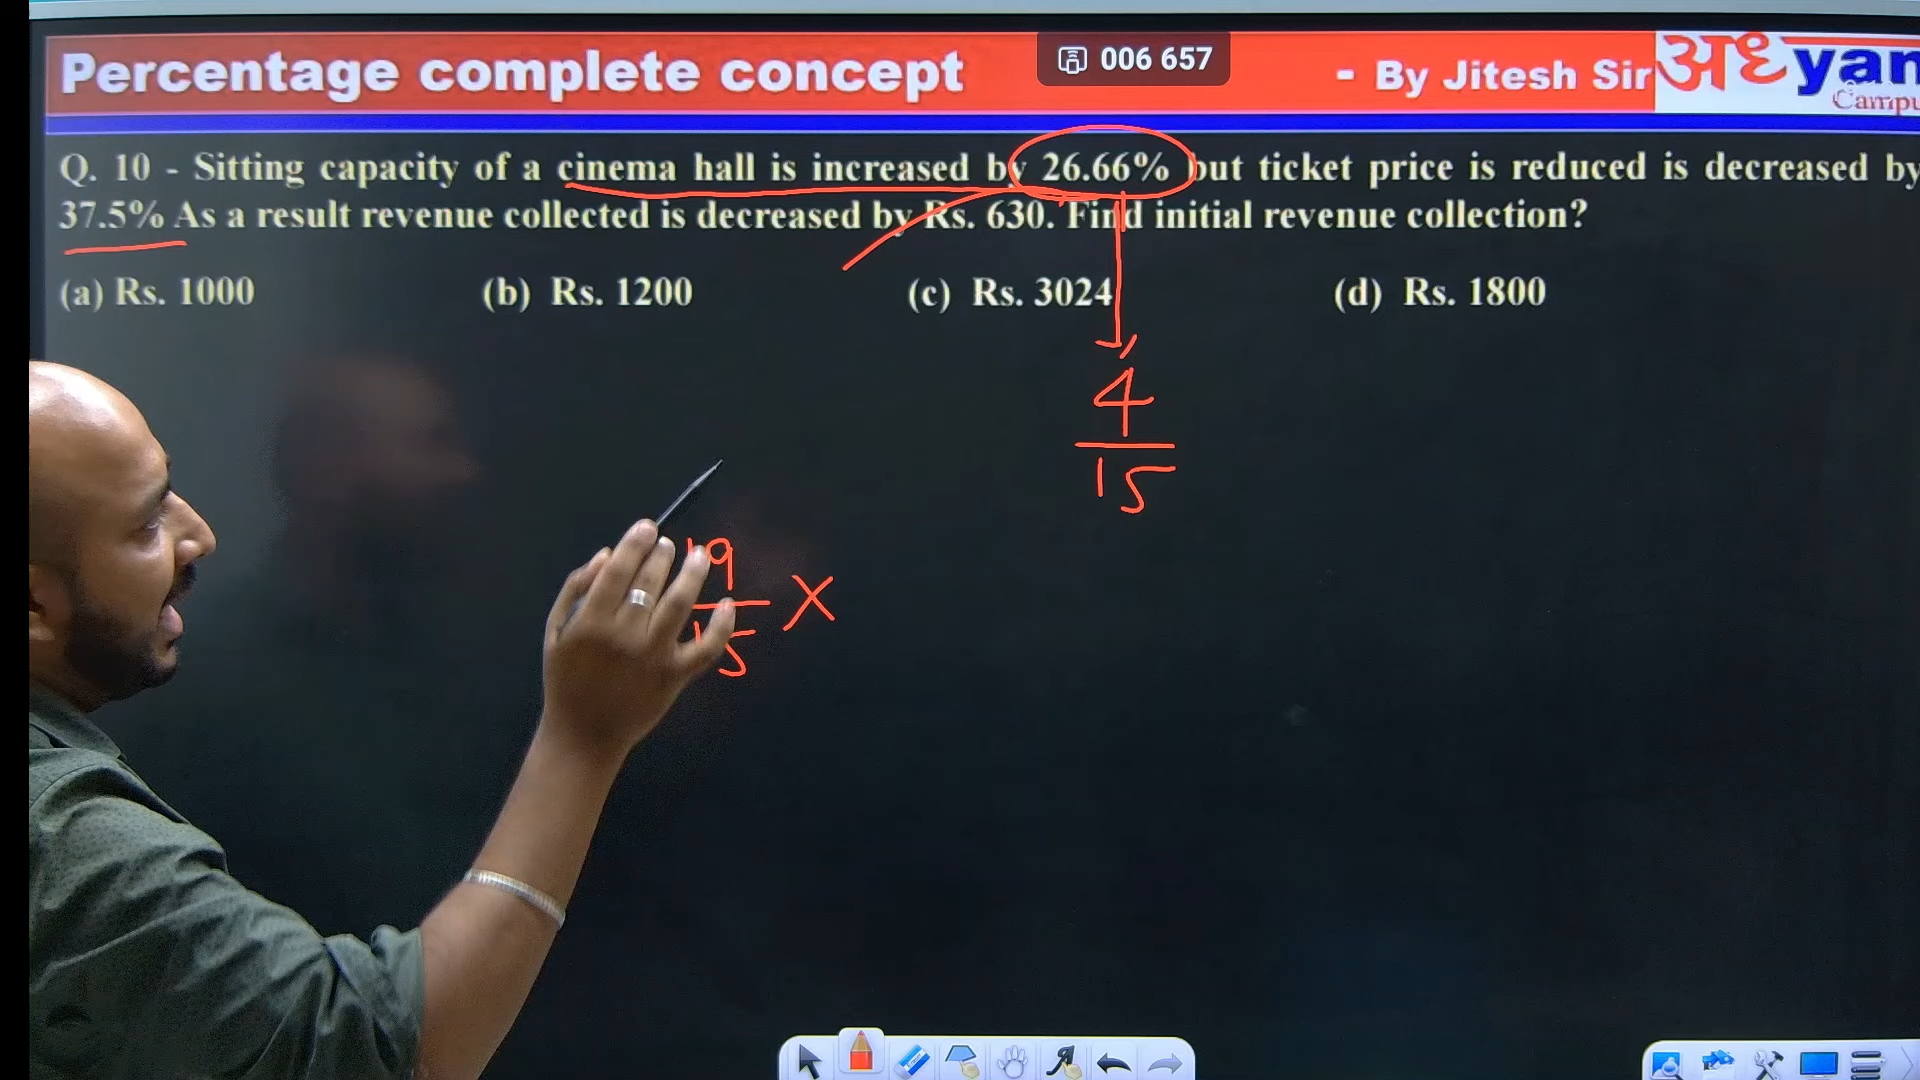 Percentage complete concept
006 657
- By Jitesh Sir
अध्yan
Campu
Q. 10 - Sitting capacity of a cinema hall is increased by 26.66% but ticket price is reduced is decreased by
37.5% As a result revenue collected is decreased by Rs. 630. Find initial revenue collection?
(a) Rs. 1000
(b) Rs. 1200
(c) Rs. 3024
(d) Rs. 1800
4
15
19
15
X